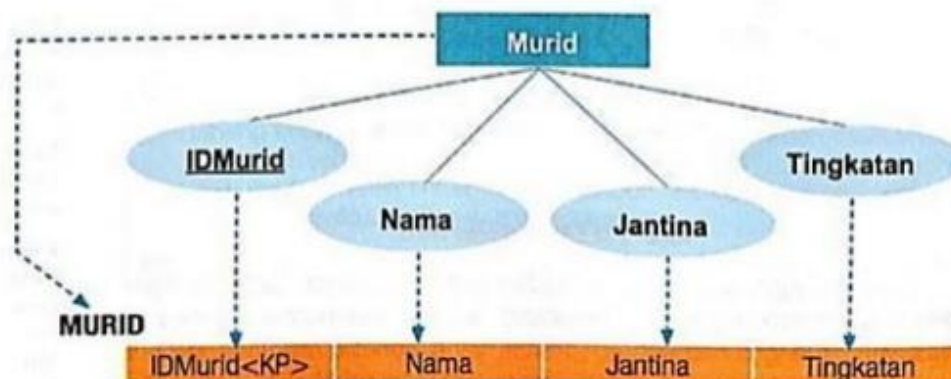 Murid
IDMurid
Tingkatan
Nama
Jantina
MURID
IDMurid<KP> Nama Jantina Tingkatan